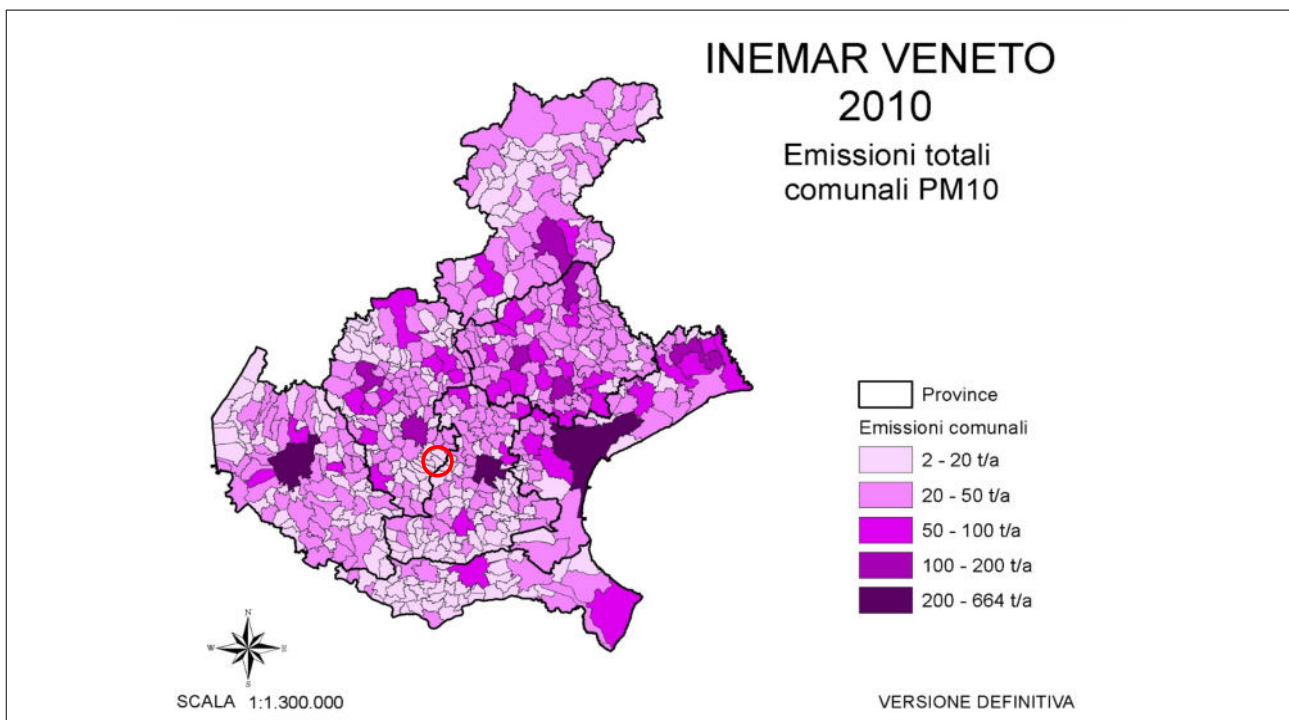 INEMAR VENETO
2010
Emissioni totali
comunali PM10
Province
Emissioni comunali
2 - 20 t/a
20 - 50 t/a
50 - 100 t/a
100 - 200 t/a
200 - 664 t/a
N
W E
S
SCALA 1:1.300.000
VERSIONE DEFINITIVA